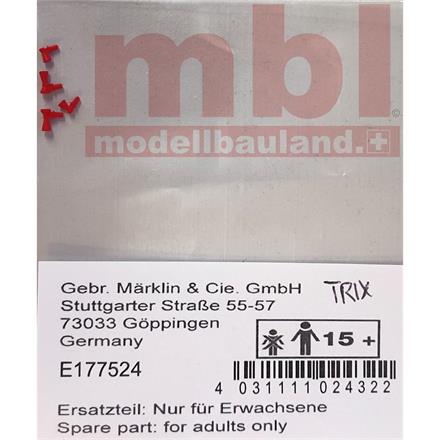 mbl
©
modellbauland.
Gebr. Märklin & Cie. GmbH TRIX
Stuttgarter Straße 55-57
73033 Göppingen
Germany
15 +
E177524
4 031111 024322
Ersatzteil: Nur für Erwachsene
Spare part: for adults only